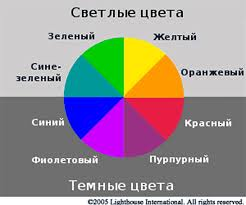 Светлые цвета
Зеленый
Желтый
Сине-
зеленый
Оранжевый
Синий
Красный
Фиолетовый
Пурпурный
Темные цвета
©2005 Lighthouse International. All rights reserved.